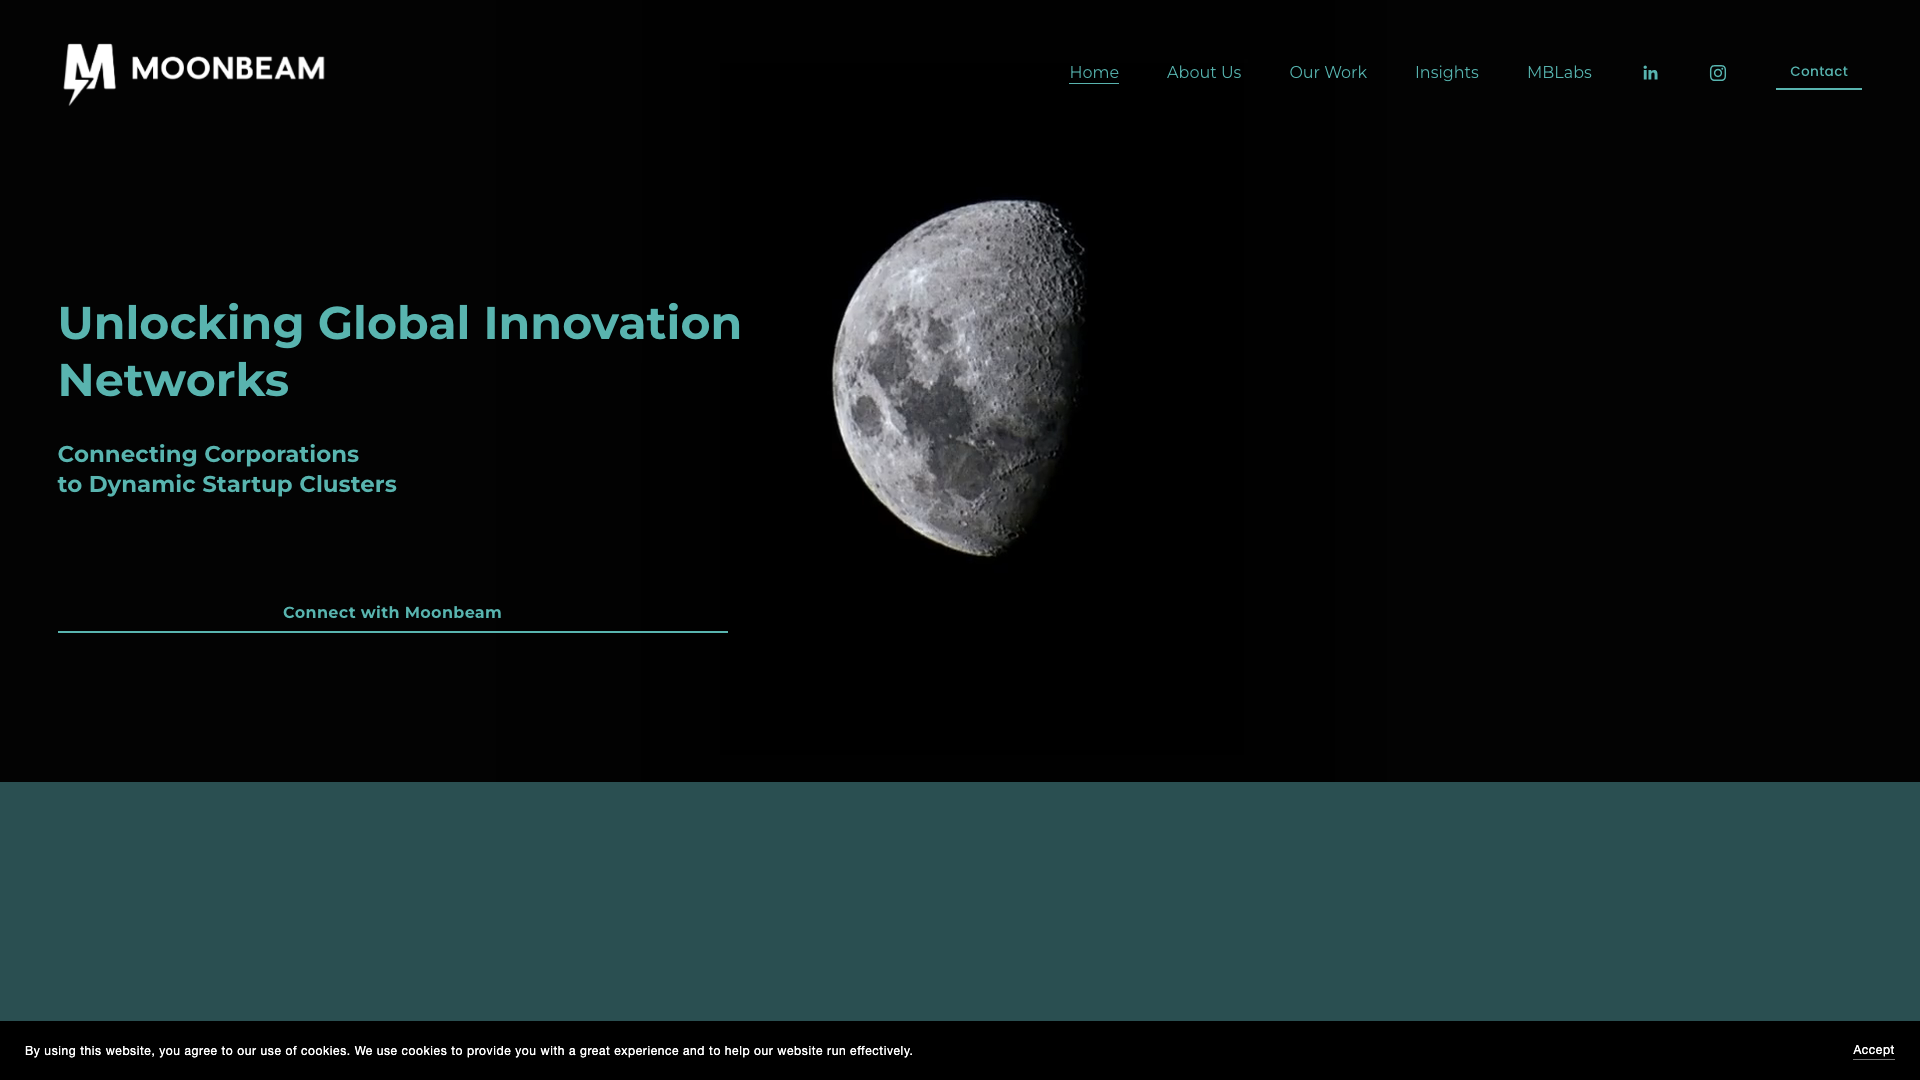 MOONBEAM
Home
About Us
Our Work
Insights
MBLabs
Contact
Unlocking Global Innovation
Networks
Connecting Corporations
to Dynamic Startup Clusters
Connect with Moonbeam
By using this website, you agree to our use of cookies. We use cookies to provide you with a great experience and to help our website run effectively.
Accept